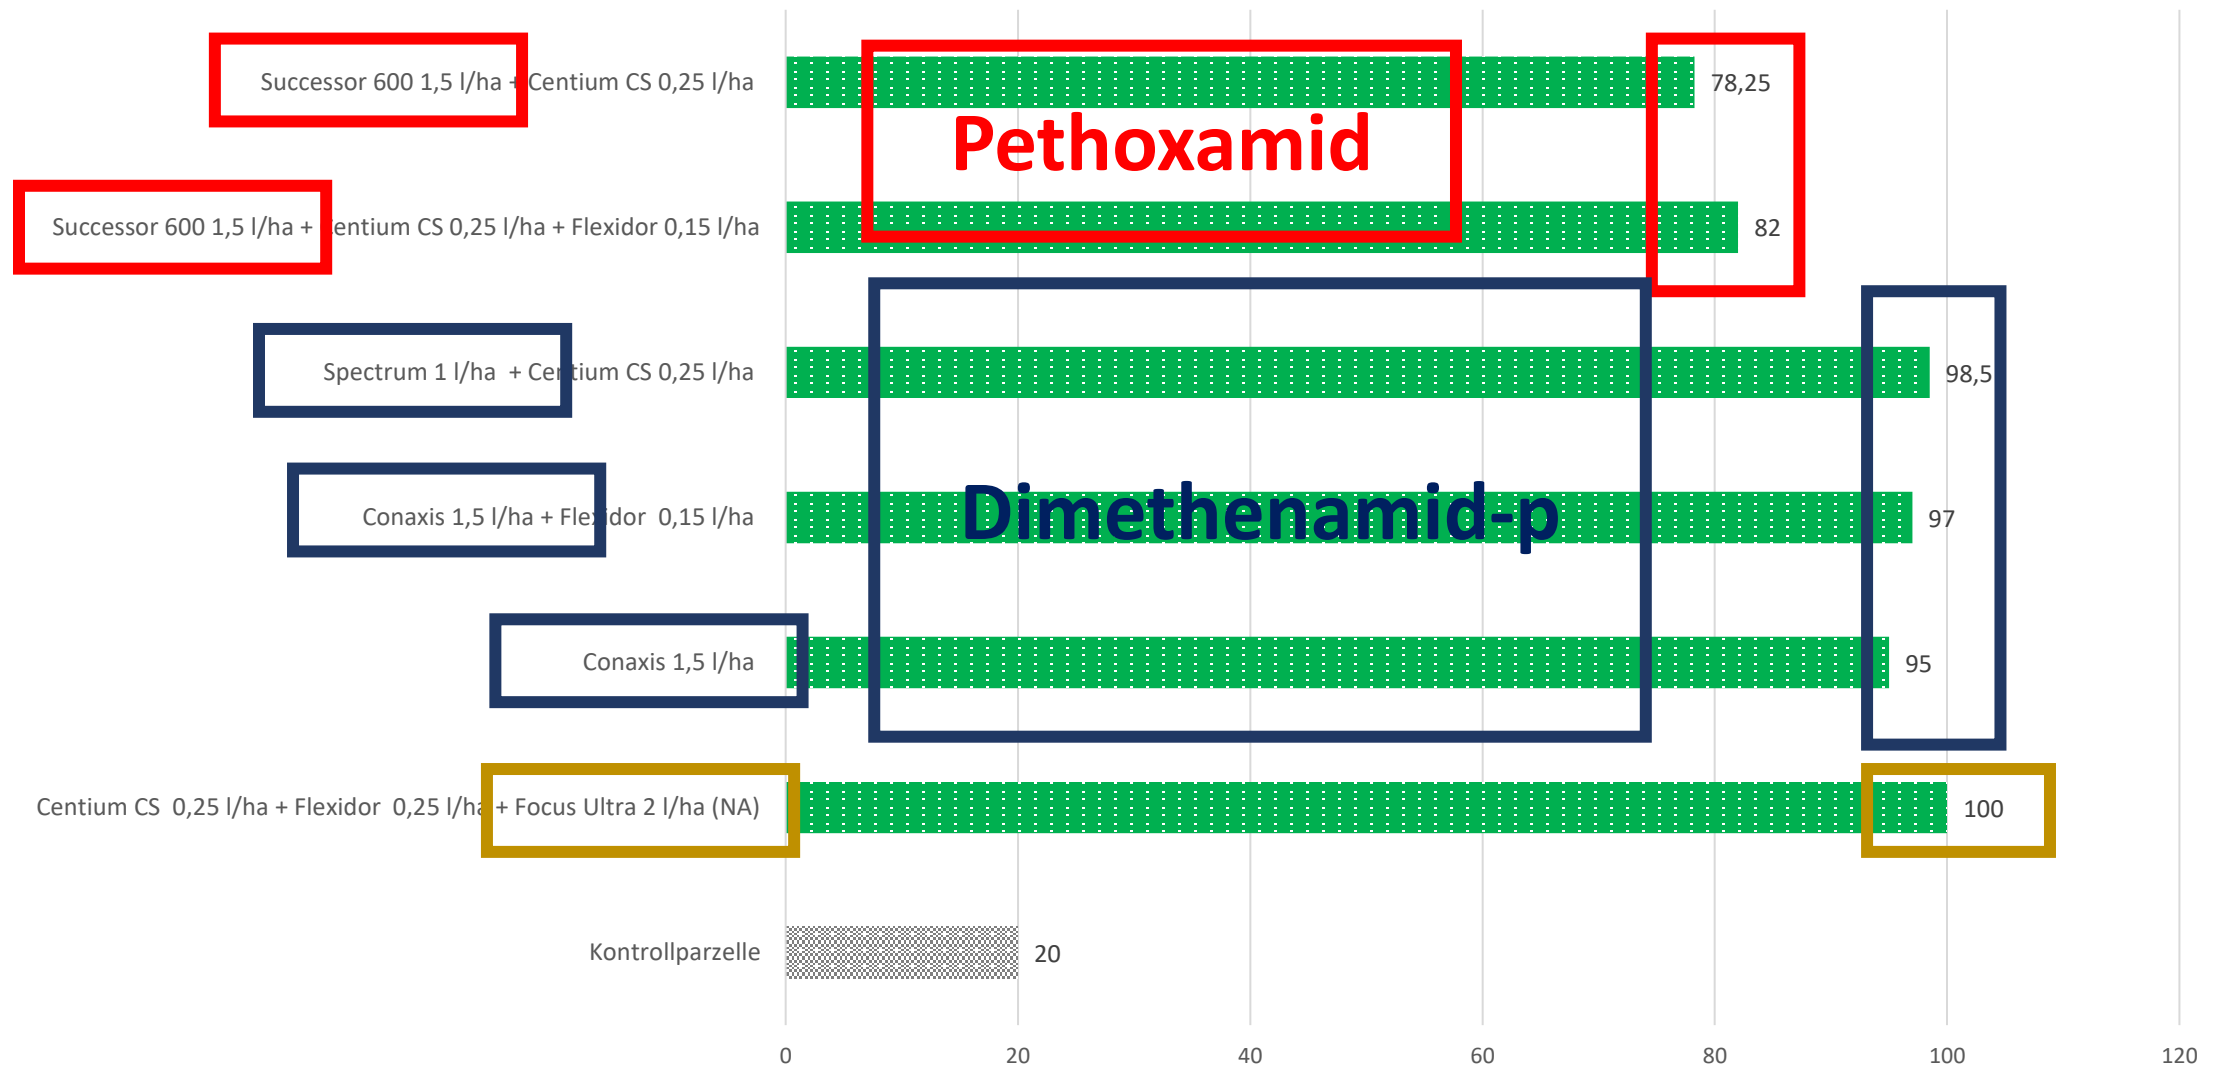 Successor 600 1,5 l/ha + Centium CS 0,25 l/ha 78,25
Pethoxamid
Successor 600 1,5 l/ha + Centium CS 0,25 l/ha + Flexidor 0,15 l/ha 82
Spectrum 1 l/ha + Centium CS 0,25 l/ha 98,5
Conaxis 1,5 l/ha + Flexidor 0,15 l/ha 97
Dimethenamid-p
Conaxis 1,5 l/ha 95
Centium CS 0,25 l/ha + Flexidor 0,25 l/ha + Focus Ultra 2 l/ha (NA) 100
Kontrollparzelle 20
0 20 40 60 80 100 120